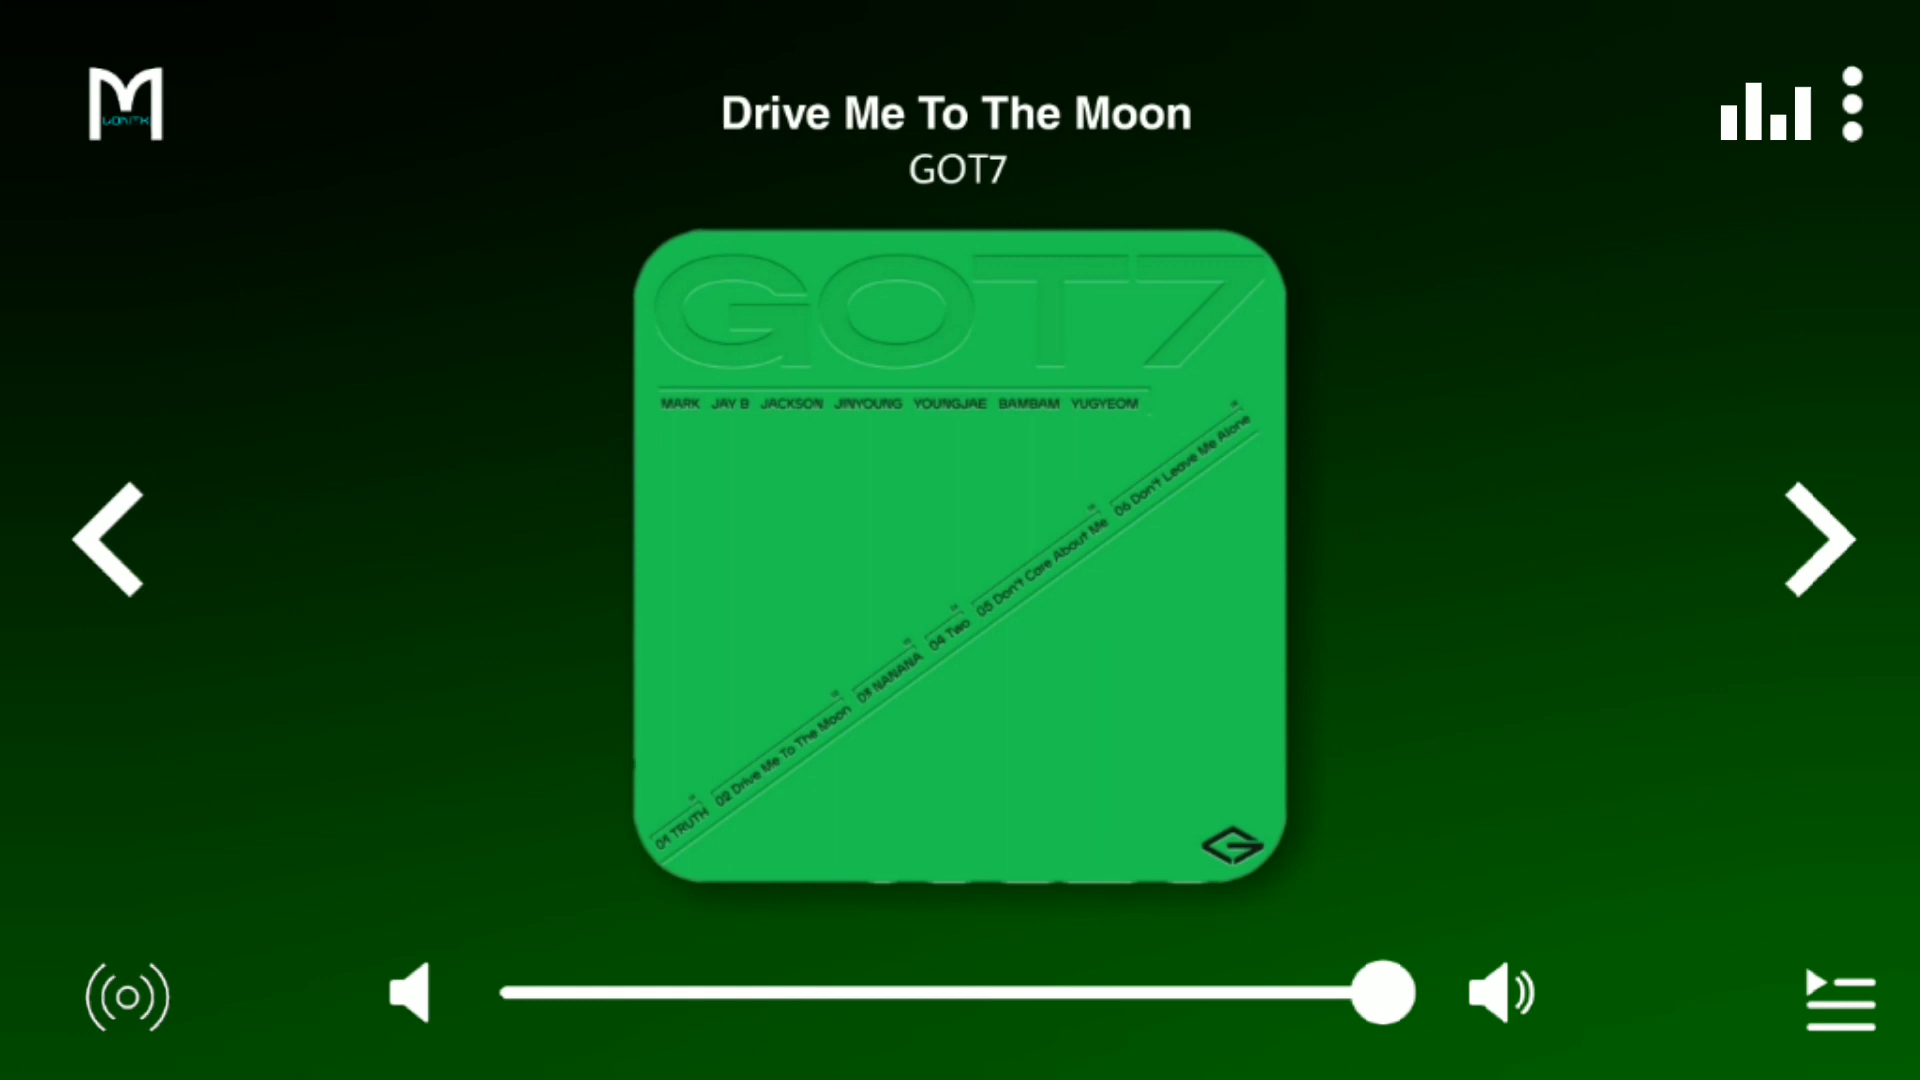 Drive Me To The Moon
GOT7
GOT7
MARK JAY B JACKSON JINYOUNG YOUNGJAE BAMBAM YUGYEOM
01 TRUTH
02 Drive Me To The Moon
03 NANANA
04 Two
05 Don't Care About Me
06 Don't Leave Me Alone